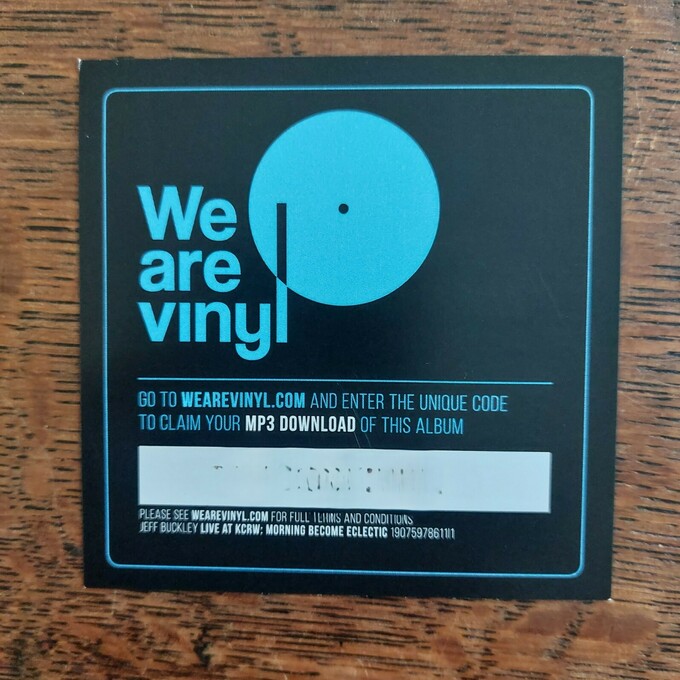 We
are
vinyl
GO TO WEAREVINYL.COM AND ENTER THE UNIQUE CODE
TO CLAIM YOUR MP3 DOWNLOAD OF THIS ALBUM
PLEASE SEE WEAREVINYL.COM FOR FULL TERMS AND CONDITIONS
JEFF BUCKLEY LIVE AT KCRW: MORNING BECOME ECLECTIC